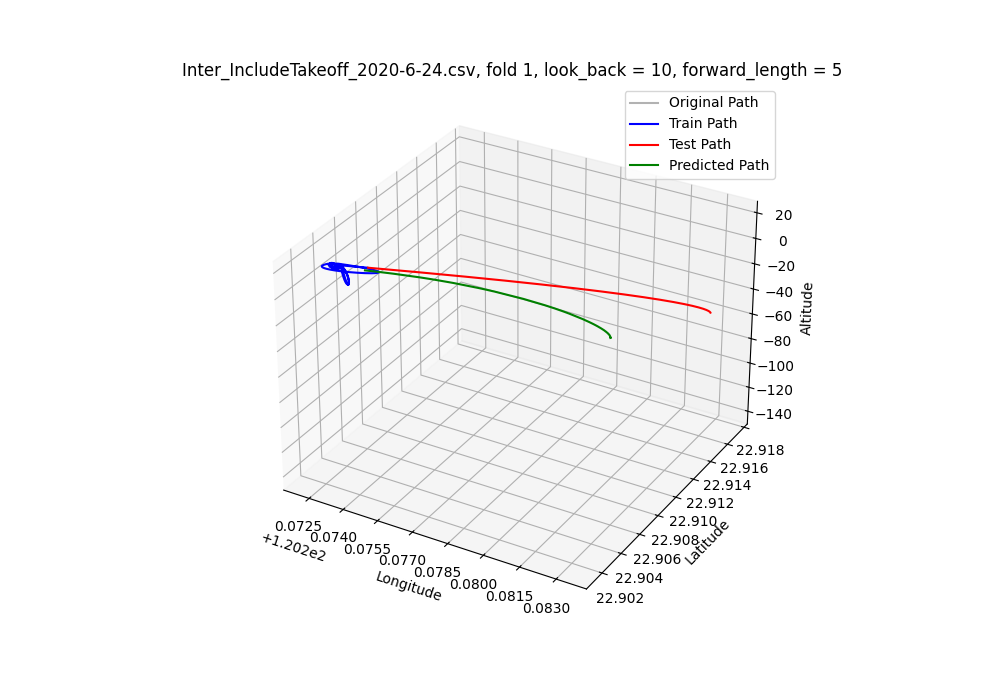 Inter_IncludeTakeoff_2020-6-24.csv, fold 1, look_back = 10, forward_length = 5
Original Path
Train Path
Test Path
Predicted Path
20
0
−20
−40
−60
−80
−100
−120
−140
Altitude
22.918
22.916
22.914
22.912
22.910
22.908
22.906
22.904
22.902
Latitude
0.0725
0.0740
0.0755
0.0770
0.0785
0.0800
0.0815
0.0830
+1.202e2
Longitude